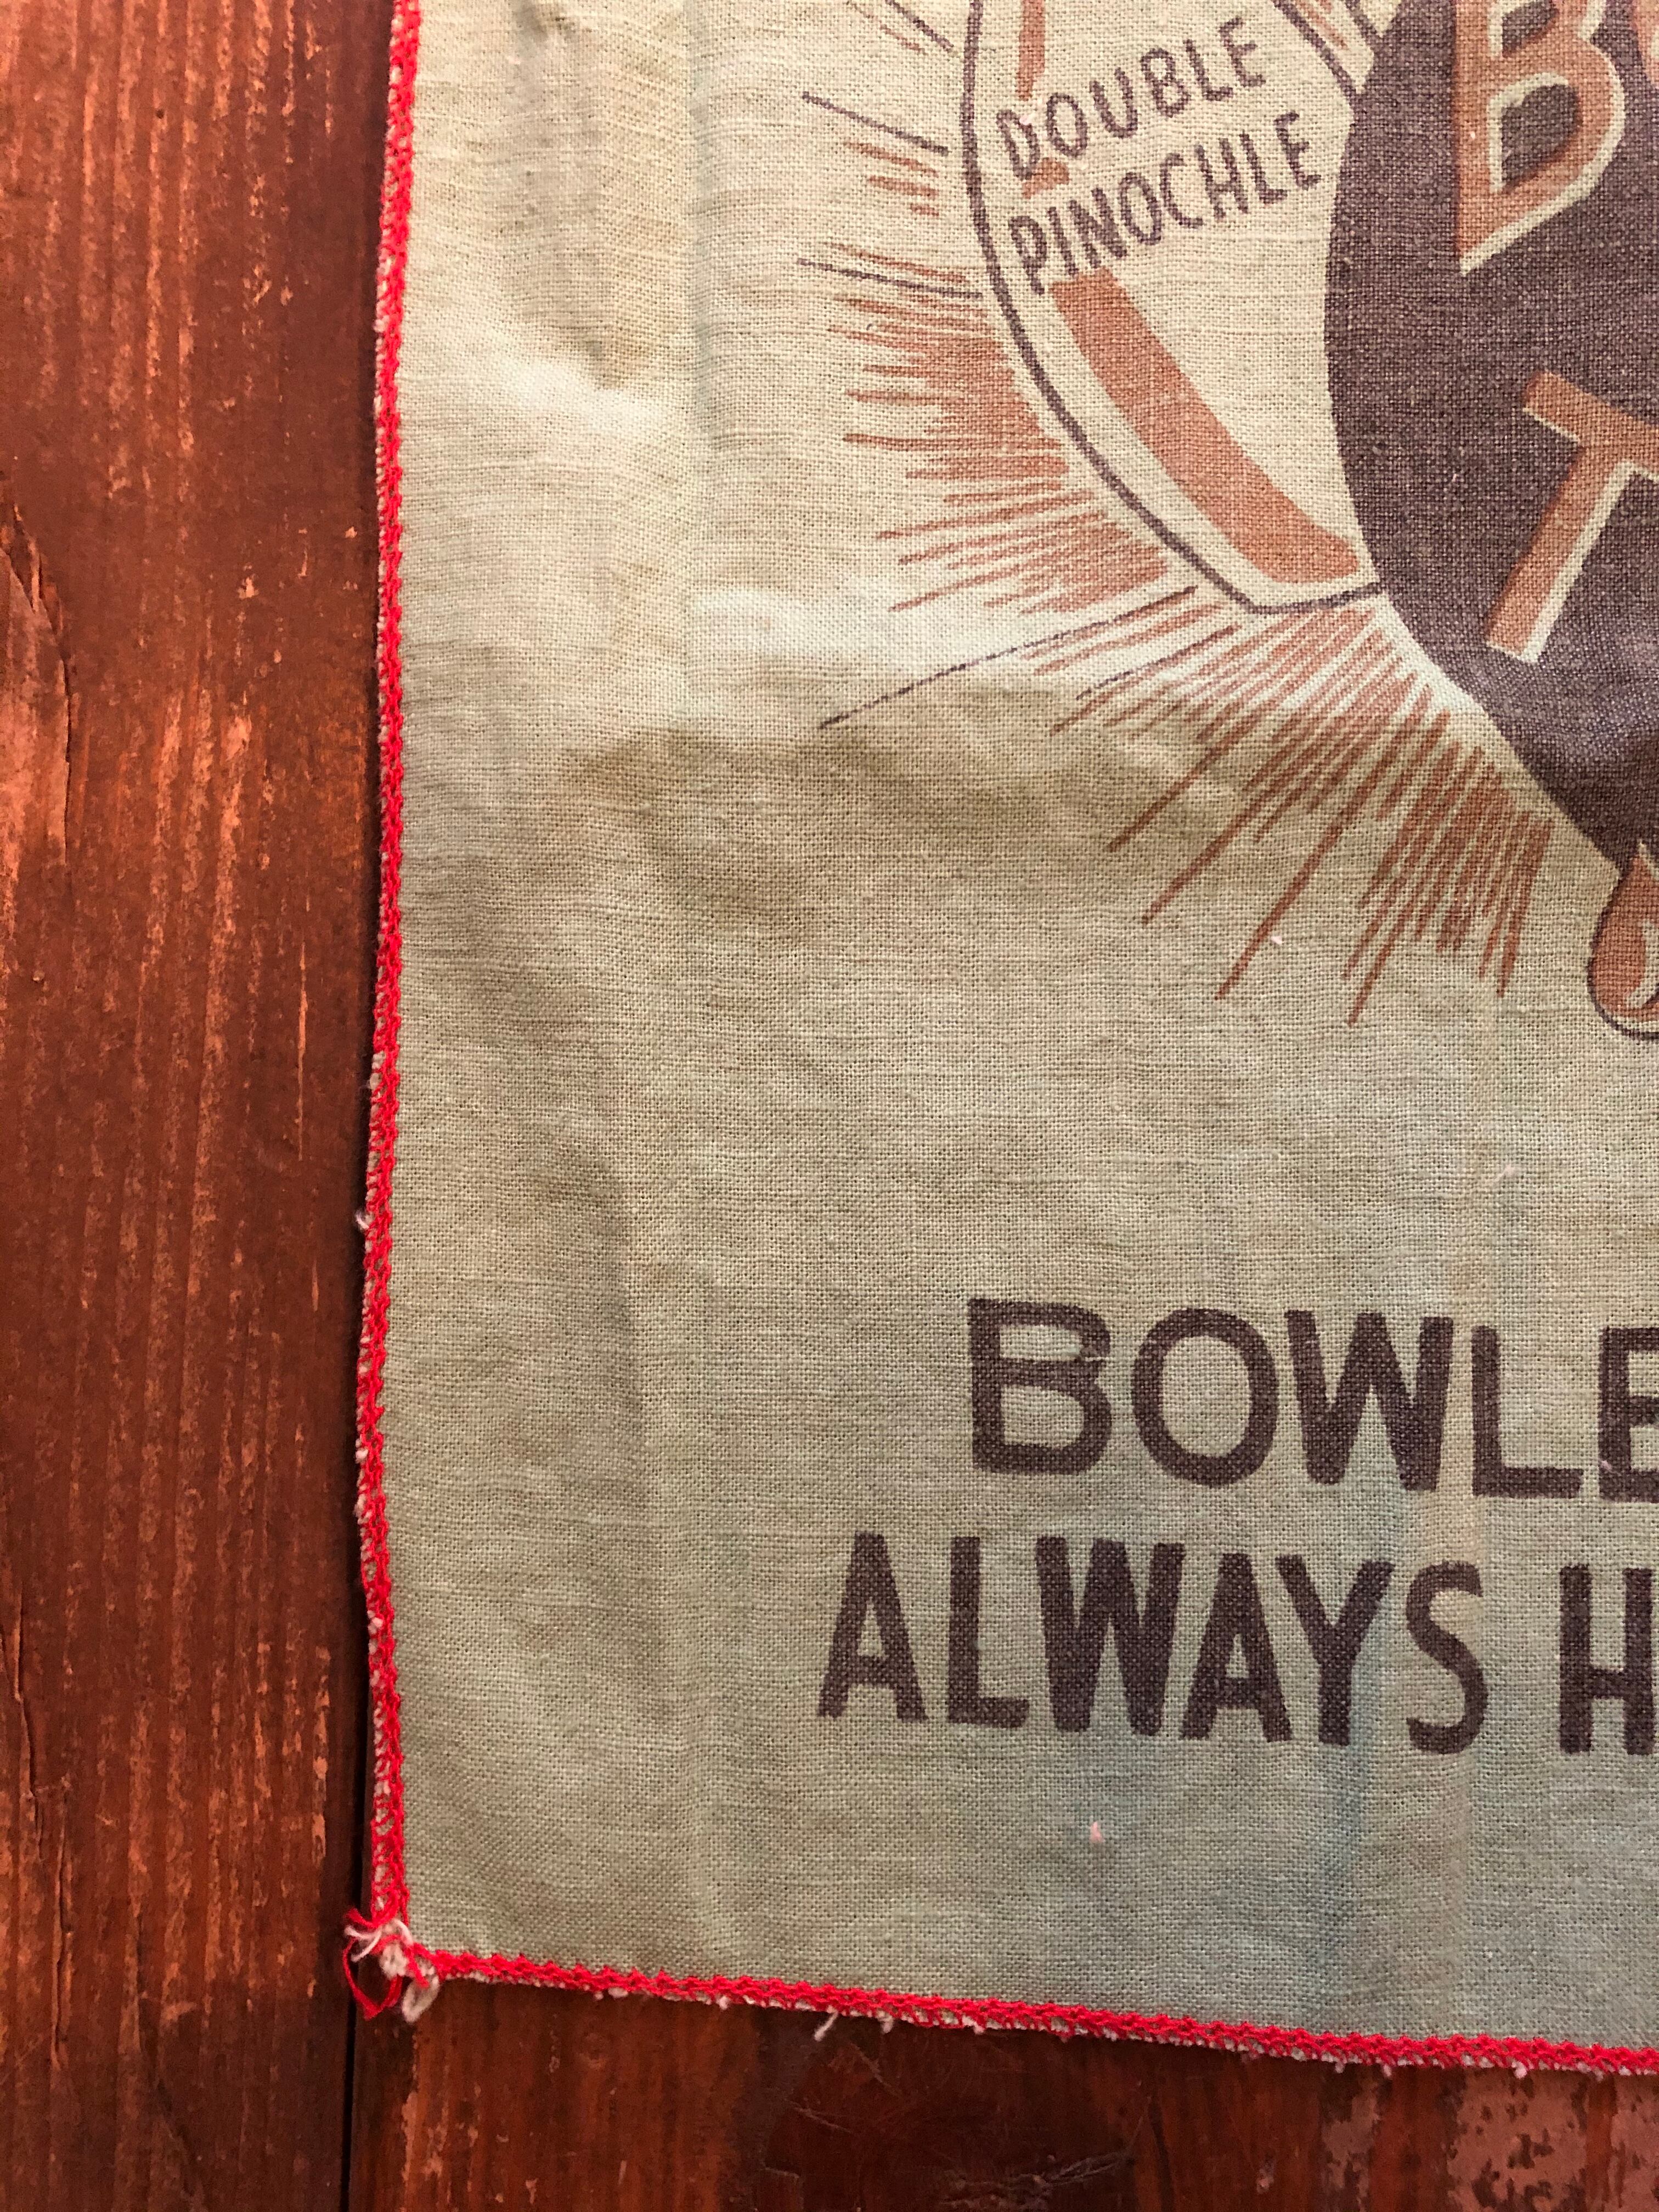 DOUBLE
PINOCHLE
B
T
BOWLE
ALWAYS H